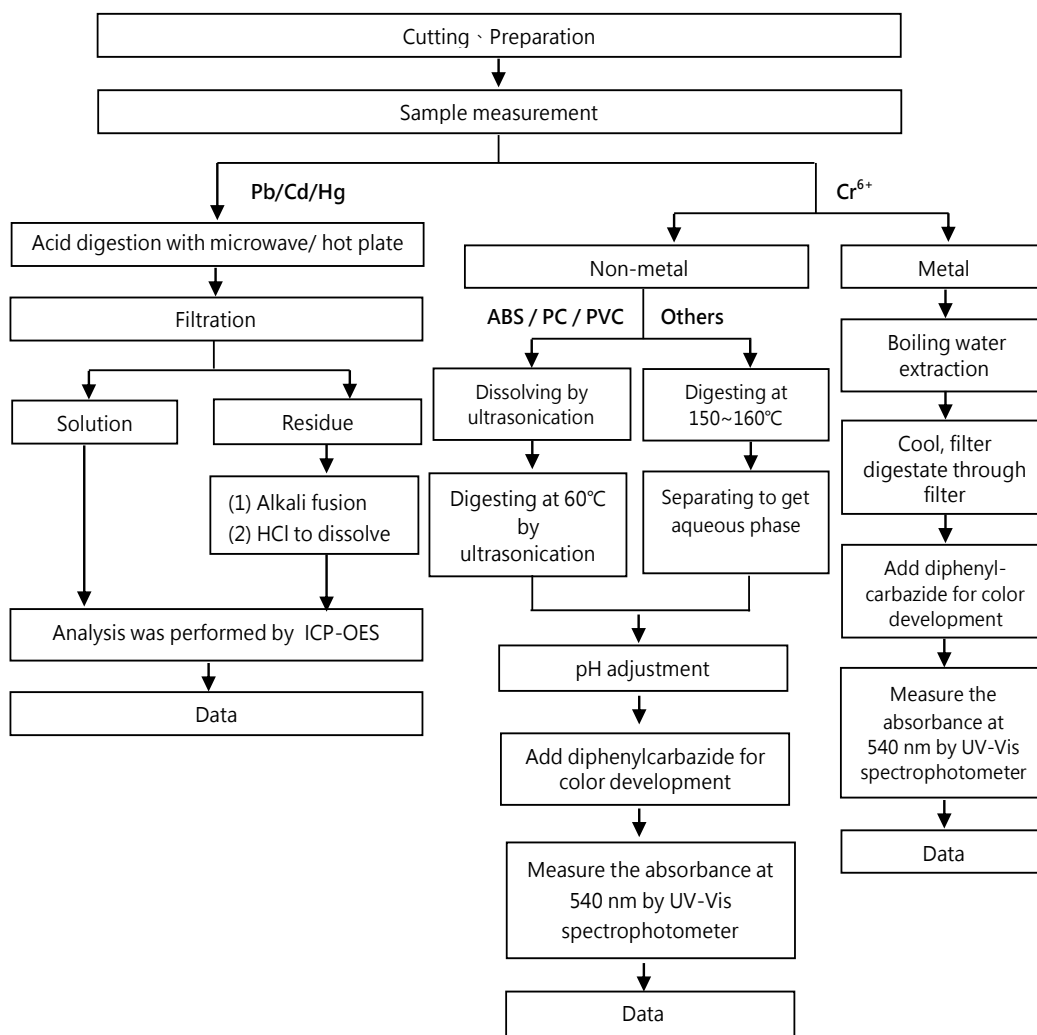 Cutting、Preparation
Sample measurement
Pb/Cd/Hg
Acid digestion with microwave/ hot plate
Filtration
Solution
Residue
(1) Alkali fusion
(2) HCl to dissolve
Analysis was performed by ICP-OES
Data
Cr⁶⁺
Non-metal
ABS / PC / PVC
Others
Dissolving by
ultrasonication
Digesting at 60℃
by
ultrasonication
Digesting at
150~160℃
Separating to get
aqueous phase
pH adjustment
Add diphenylcarbazide for
color development
Measure the absorbance at
540 nm by UV-Vis
spectrophotometer
Data
Metal
Boiling water
extraction
Cool, filter
digestate through
filter
Add diphenyl-
carbazide for color
development
Measure the
absorbance at
540 nm by UV-Vis
spectrophotometer
Data